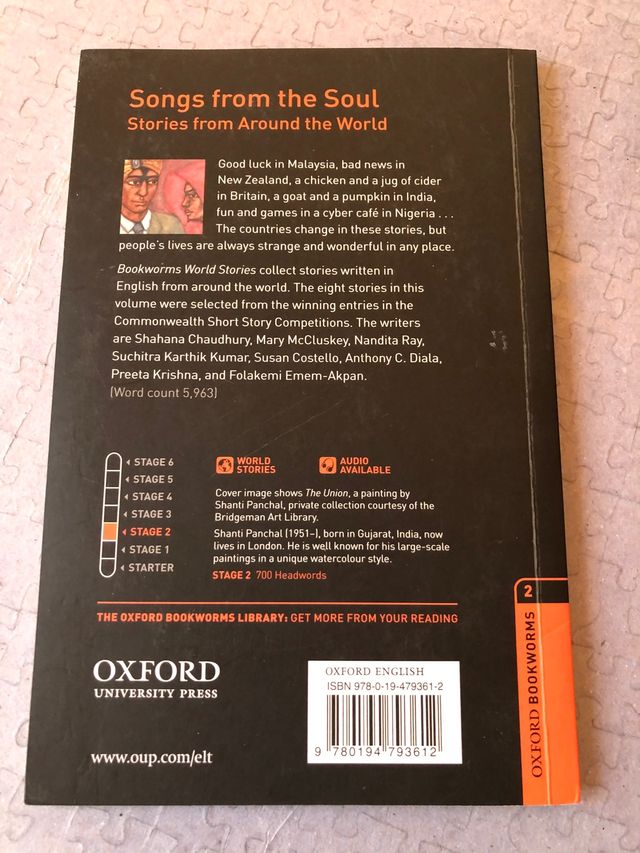 Songs from the Soul
Stories from Around the World
Good luck in Malaysia, bad news in
New Zealand, a chicken and a jug of cider
in Britain, a goat and a pumpkin in India,
fun and games in a cyber café in Nigeria . . .
The countries change in these stories, but
people's lives are always strange and wonderful in any place.
Bookworms World Stories collect stories written in
English from around the world. The eight stories in this
volume were selected from the winning entries in the
Commonwealth Short Story Competitions. The writers
are Shahana Chaudhury, Mary McCluskey, Nandita Ray,
Suchitra Karthik Kumar, Susan Costello, Anthony C. Diala,
Preeta Krishna, and Folakemi Emem-Akpan.
(Word count 5,963)
STAGE 6
STAGE 5
STAGE 4
STAGE 3
STAGE 2
STAGE 1
STARTER
WORLD
STORIES
AUDIO
AVAILABLE
Cover image shows The Union, a painting by
Shanti Panchal, private collection courtesy of the
Bridgeman Art Library.
Shanti Panchal (1951–), born in Gujarat, India, now
lives in London. He is well known for his large-scale
paintings in a unique watercolour style.
STAGE 2 700 Headwords
THE OXFORD BOOKWORMS LIBRARY: GET MORE FROM YOUR READING
OXFORD
UNIVERSITY PRESS
www.oup.com/elt
OXFORD ENGLISH
ISBN 978-0-19-479361-2
9 780194 793612
2
OXFORD BOOKWORMS